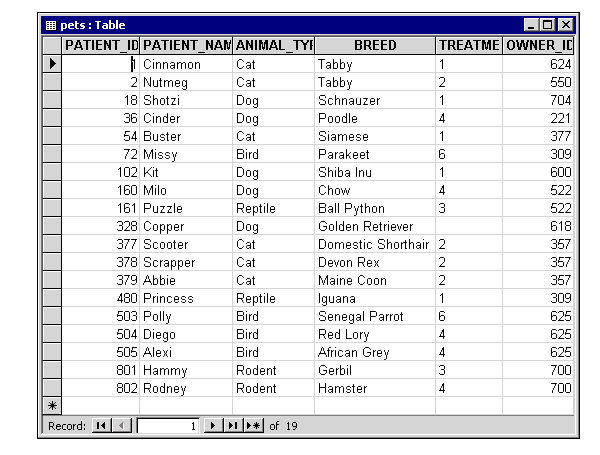 pets : Table
PATIENT_ID PATIENT_NAM ANIMAL_TYP BREED TREATME OWNER_ID
1 Cinnamon Cat Tabby 1 624
2 Nutmeg Cat Tabby 2 550
18 Shotzi Dog Schnauzer 1 704
36 Cinder Dog Poodle 4 221
54 Buster Cat Siamese 1 377
72 Missy Bird Parakeet 6 309
102 Kit Dog Shiba Inu 1 600
160 Milo Dog Chow 4 522
161 Puzzle Reptile Ball Python 3 522
328 Copper Dog Golden Retriever 618
377 Scooter Cat Domestic Shorthair 2 357
378 Scrapper Cat Devon Rex 2 357
379 Abbie Cat Maine Coon 2 357
480 Princess Reptile Iguana 1 309
503 Polly Bird Senegal Parrot 6 625
504 Diego Bird Red Lory 4 625
505 Alexi Bird African Grey 4 625
801 Hammy Rodent Gerbil 3 700
802 Rodney Rodent Hamster 4 700
Record: 1 of 19